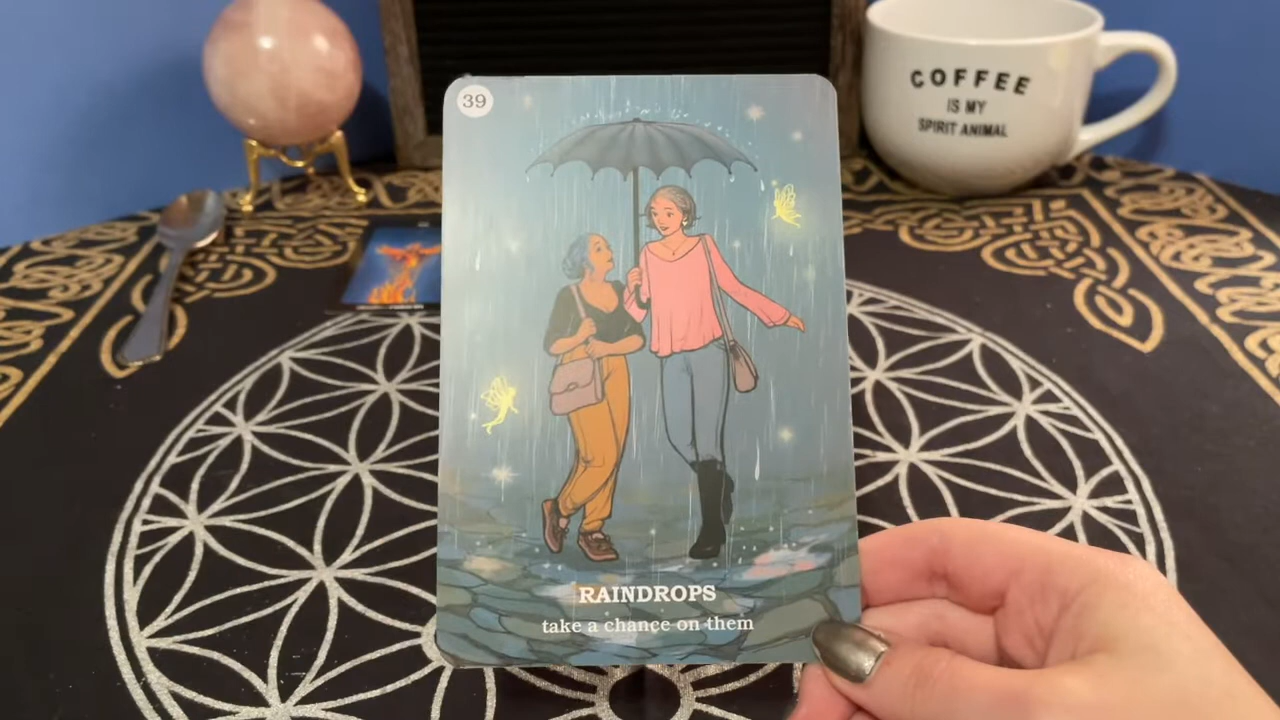 39
COFFEE
IS MY
SPIRIT ANIMAL
RAINDROPS
take a chance on them